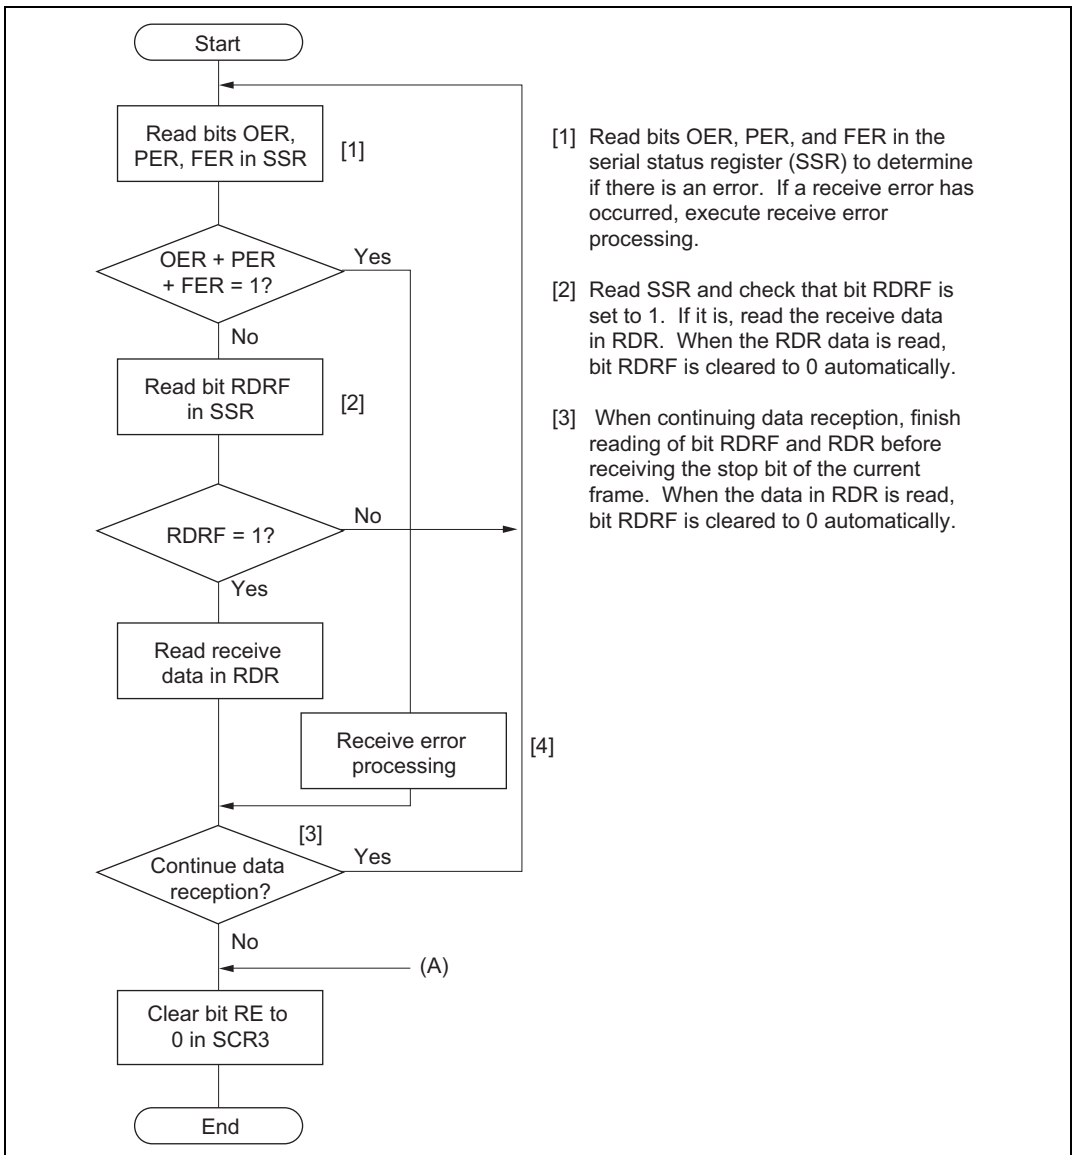 Start
Read bits OER,
PER, FER in SSR
[1]
OER + PER
+ FER = 1?
Yes
No
Read bit RDRF
in SSR
[2]
RDRF = 1?
No
Yes
Read receive
data in RDR
Receive error
processing
[4]
[3]
Continue data
reception?
Yes
No
(A)
Clear bit RE to
0 in SCR3
End
[1] Read bits OER, PER, and FER in the
serial status register (SSR) to determine
if there is an error. If a receive error has
occurred, execute receive error
processing.
[2] Read SSR and check that bit RDRF is
set to 1. If it is, read the receive data
in RDR. When the RDR data is read,
bit RDRF is cleared to 0 automatically.
[3] When continuing data reception, finish
reading of bit RDRF and RDR before
receiving the stop bit of the current
frame. When the data in RDR is read,
bit RDRF is cleared to 0 automatically.